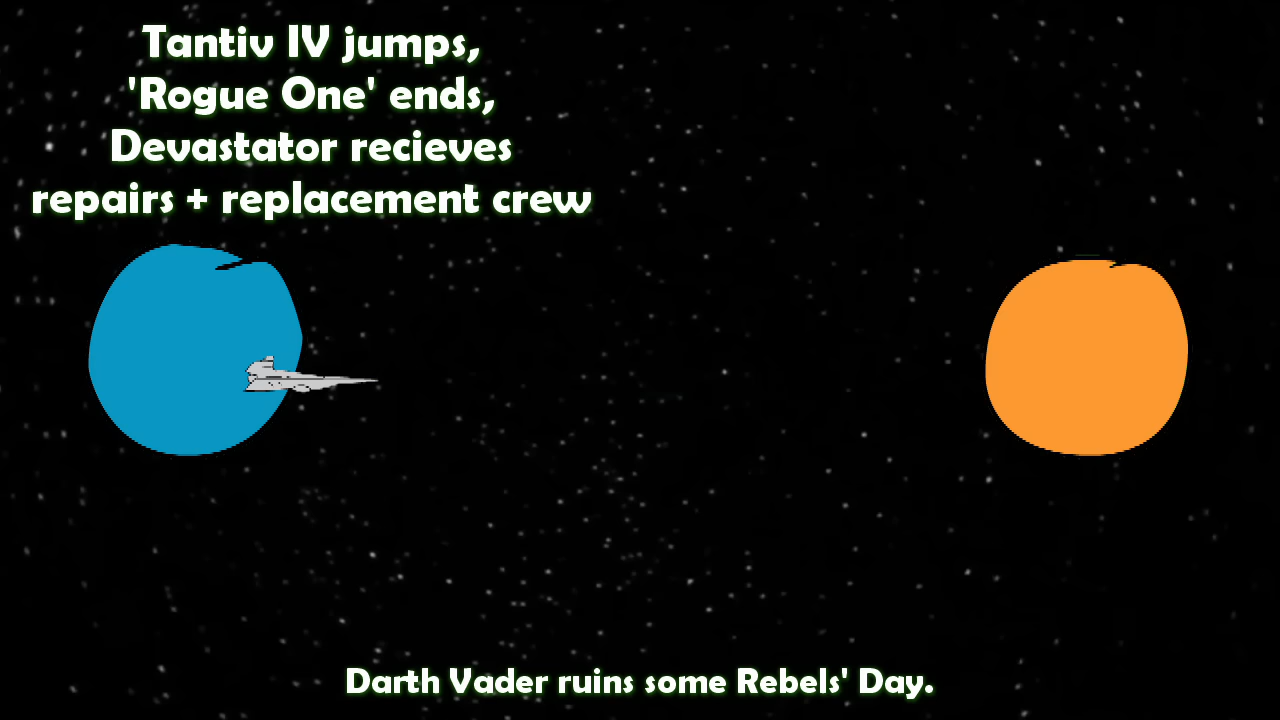 Tantiv IV jumps,
'Rogue One' ends,
Devastator recieves
repairs + replacement crew
Darth Vader ruins some Rebels' Day.